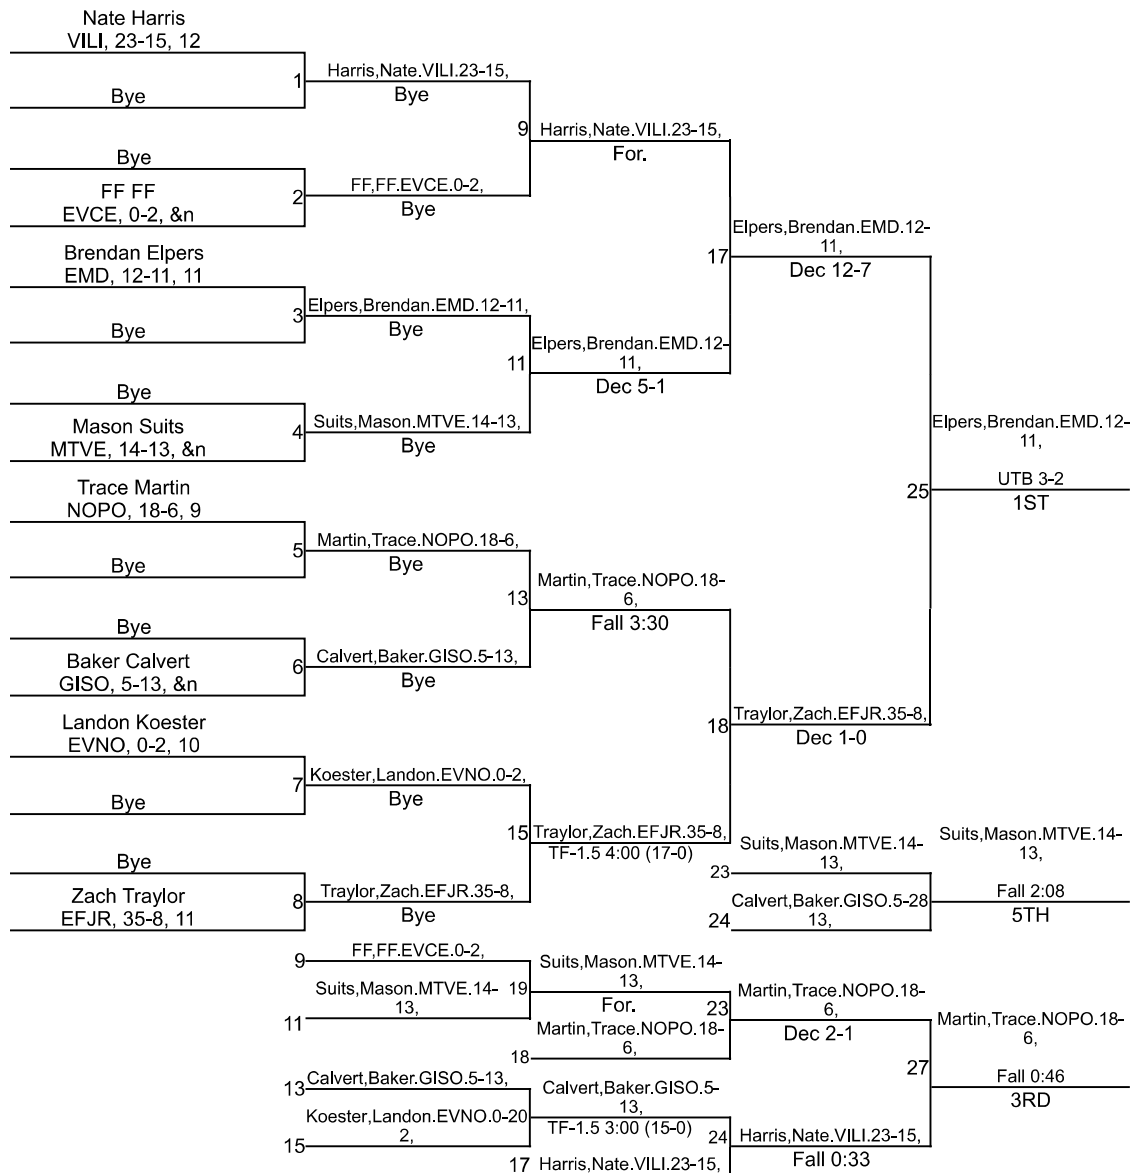 Nate Harris
VILI, 23-15, 12
1
Harris,Nate.VILI.23-15,
Bye
Bye
9
Harris,Nate.VILI.23-15,
For.
Bye
2
FF,FF.EVCE.0-2,
Bye
FF FF
EVCE, 0-2, &n
17
Elpers,Brendan.EMD.12-
11,
Dec 12-7
Brendan Elpers
EMD, 12-11, 11
3
Elpers,Brendan.EMD.12-11,
Bye
Bye
11
Elpers,Brendan.EMD.12-
11,
Dec 5-1
Bye
4
Suits,Mason.MTVE.14-13,
Bye
Mason Suits
MTVE, 14-13, &n
25
Elpers,Brendan.EMD.12-
11,
UTB 3-2
1ST
Trace Martin
NOPO, 18-6, 9
5
Martin,Trace.NOPO.18-6,
Bye
Bye
13
Martin,Trace.NOPO.18-
6,
Fall 3:30
Bye
6
Calvert,Baker.GISO.5-13,
Bye
Baker Calvert
GISO, 5-13, &n
18
Traylor,Zach.EFJR.35-8,
Dec 1-0
Landon Koester
EVNO, 0-2, 10
7
Koester,Landon.EVNO.0-2,
Bye
Bye
15
Traylor,Zach.EFJR.35-8,
TF-1.5 4:00 (17-0)
Bye
8
Traylor,Zach.EFJR.35-8,
Bye
Zach Traylor
EFJR, 35-8, 11
Suits,Mason.MTVE.14-
13,
23
Calvert,Baker.GISO.5-28
13,
24
Suits,Mason.MTVE.14-
13,
Fall 2:08
5TH
FF,FF.EVCE.0-2,
9
Suits,Mason.MTVE.14-
13,
11
19
Suits,Mason.MTVE.14-
13,
For.
Martin,Trace.NOPO.18-
6,
18
23
Martin,Trace.NOPO.18-
6,
Dec 2-1
27
Martin,Trace.NOPO.18-
6,
Fall 0:46
3RD
Calvert,Baker.GISO.5-13,
13
Koester,Landon.EVNO.0-20
2,
15
Calvert,Baker.GISO.5-
13,
TF-1.5 3:00 (15-0)
24
Harris,Nate.VILI.23-15,
Fall 0:33
17
Harris,Nate.VILI.23-15,